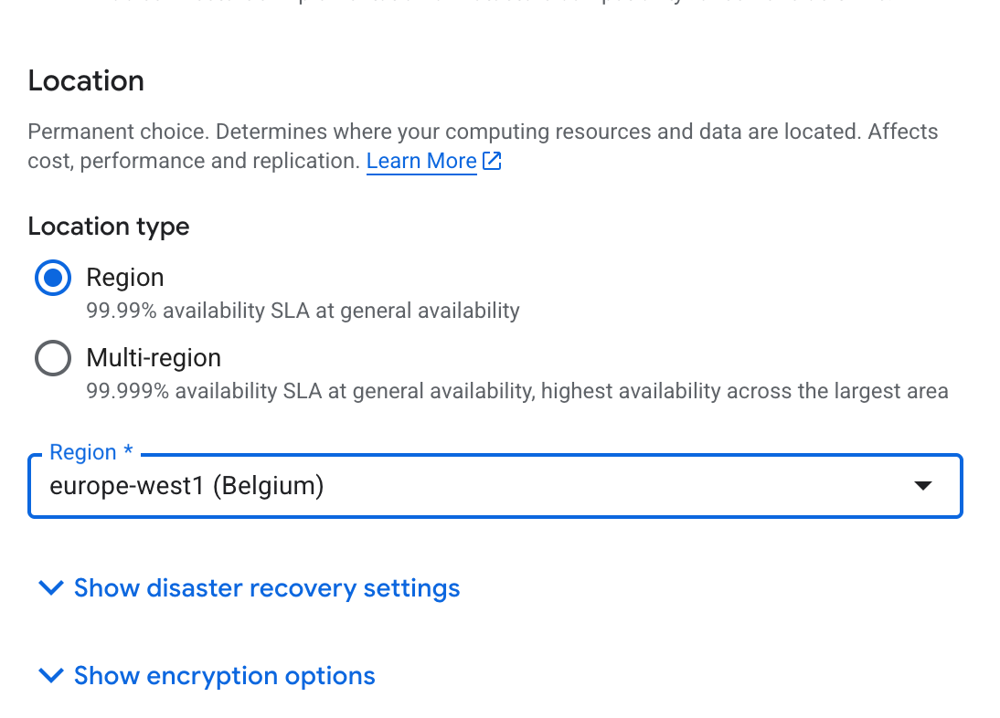 Location
Permanent choice. Determines where your computing resources and data are located. Affects
cost, performance and replication. Learn More
Location type
Region
99.99% availability SLA at general availability
Multi-region
99.999% availability SLA at general availability, highest availability across the largest area
Region *
europe-west1 (Belgium)
Show disaster recovery settings
Show encryption options